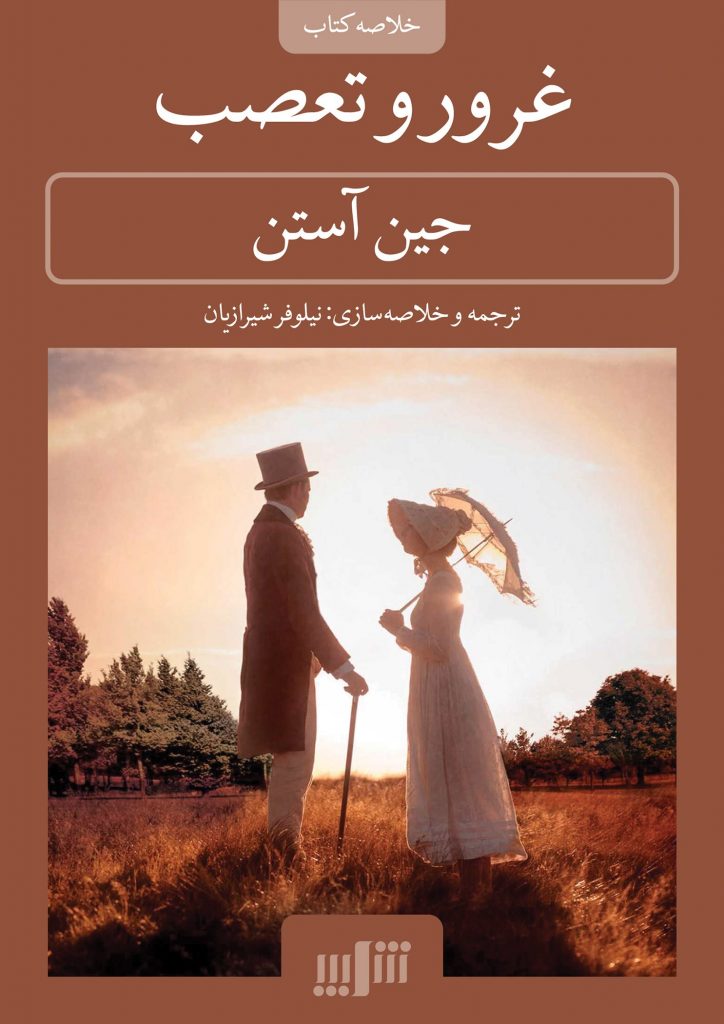 خلاصه کتاب
غرور و تعصب
جین آستن
ترجمه و خلاصه‌سازی: نیلوفر شیرازیان